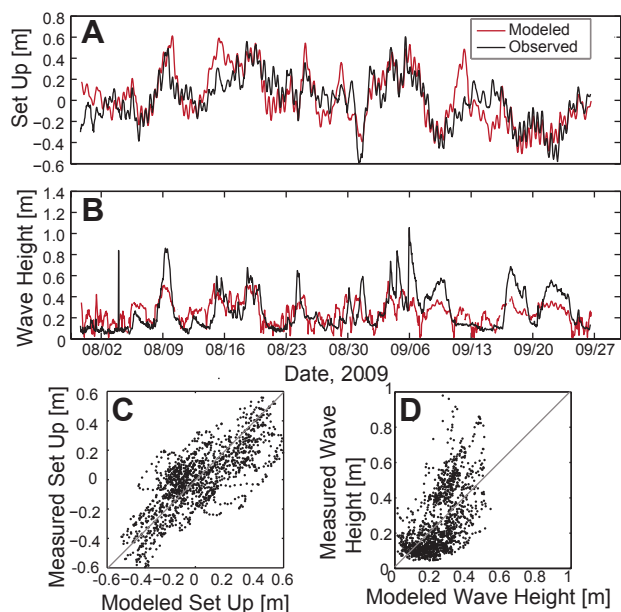 A
Modeled
Observed
Set Up [m]
0.8
0.6
0.4
0.2
0
−0.2
−0.4
−0.6
B
Wave Height [m]
1.4
1.2
1.0
0.8
0.6
0.4
0.2
0
08/02 08/09 08/16 08/23 08/30 09/06 09/13 09/20 09/27
Date, 2009
C
Measured Set Up [m]
0.6
0.4
0.2
0
−0.2
−0.4
−0.6
-0.6 −0.4 −0.2 0 0.2 0.4 0.6
Modeled Set Up [m]
D
Measured Wave
Height [m]
1
0.8
0.6
0.4
0.2
0
0 0.2 0.4 0.6 0.8 1
Modeled Wave Height [m]